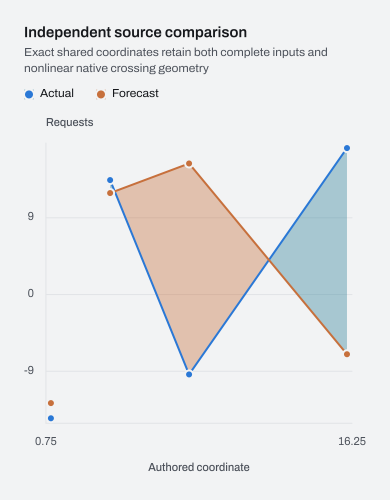 Independent source comparison
Exact shared coordinates retain both complete inputs and
nonlinear native crossing geometry
Actual Forecast
Requests
9
0
-9
0.75 16.25
Authored coordinate